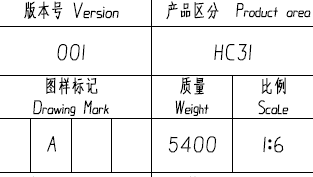 版本号 Version 产品区分 Product area
001 HC31
图样标记 质量 比例
Drawing Mark Weight Scale
A 5400 1:6